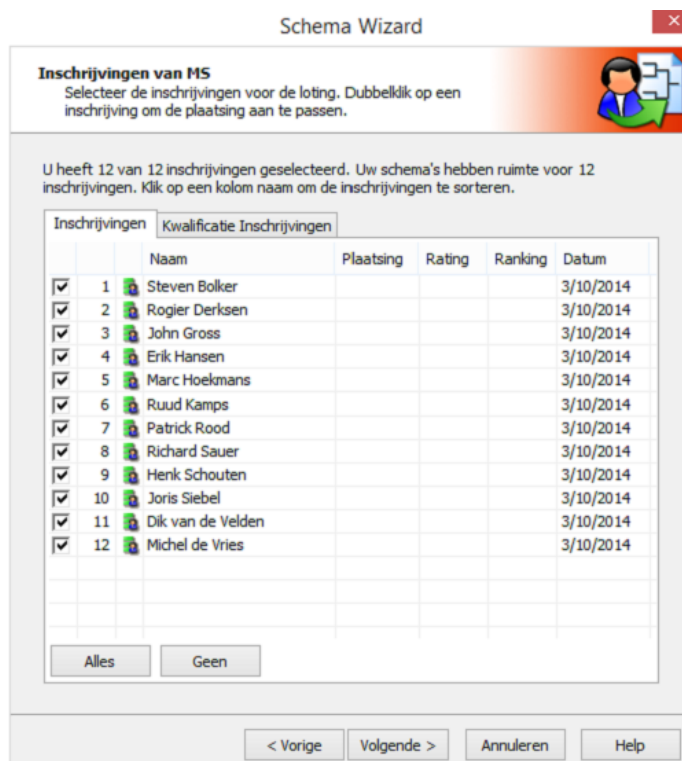 Schema Wizard
Inschrijvingen van MS
Selecteer de inschrijvingen voor de loting. Dubbelklik op een
inschrijving om de plaatsing aan te passen.
U heeft 12 van 12 inschrijvingen geselecteerd. Uw schema's hebben ruimte voor 12
inschrijvingen. Klik op een kolom naam om de inschrijvingen te sorteren.
Inschrijvingen Kwalificatie Inschrijvingen
Naam Plaatsing Rating Ranking Datum
1 Steven Bolker 3/10/2014
2 Rogier Derksen 3/10/2014
3 John Gross 3/10/2014
4 Erik Hansen 3/10/2014
5 Marc Hoekmans 3/10/2014
6 Ruud Kamps 3/10/2014
7 Patrick Rood 3/10/2014
8 Richard Sauer 3/10/2014
9 Henk Schouten 3/10/2014
10 Joris Siebel 3/10/2014
11 Dik van de Velden 3/10/2014
12 Michel de Vries 3/10/2014
Alles Geen
< Vorige Volgende > Annuleren Help